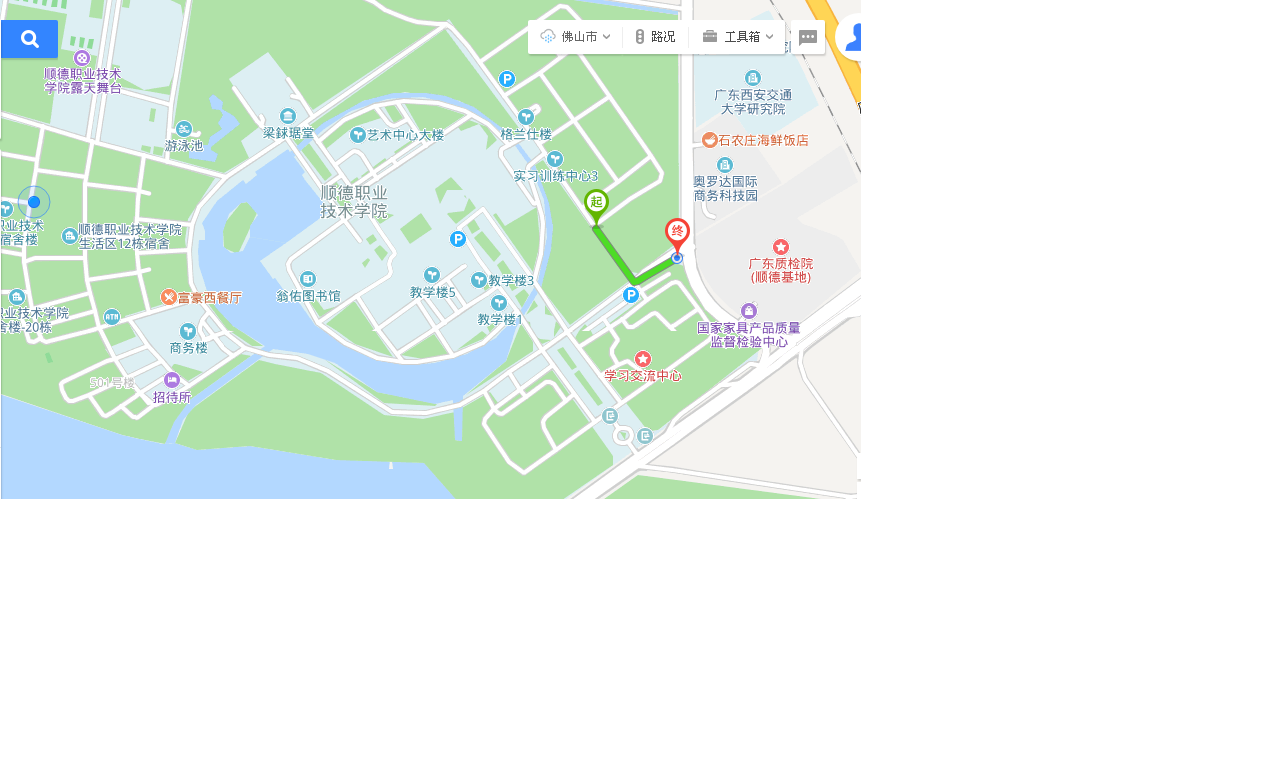 佛山市
路况
工具箱
顺德职业技术
学院露天舞台
P
广东西安交通
大学研究院
游泳池
梁銶琚堂
艺术中心大楼
格兰仕楼
石农庄海鲜饭店
实习训练中心3
奥罗达国际
商务科技园
顺德职业
技术学院
起
终
职业技术
宿舍楼
顺德职业技术学院
生活区12栋宿舍
P
广东质检院
(顺德基地)
翁佑图书馆
教学楼5
教学楼3
教学楼1
P
富豪西餐厅
职业技术学院
舍楼-20栋
ATM
商务楼
国家家具产品质量
监督检验中心
学习交流中心
501号楼
招待所